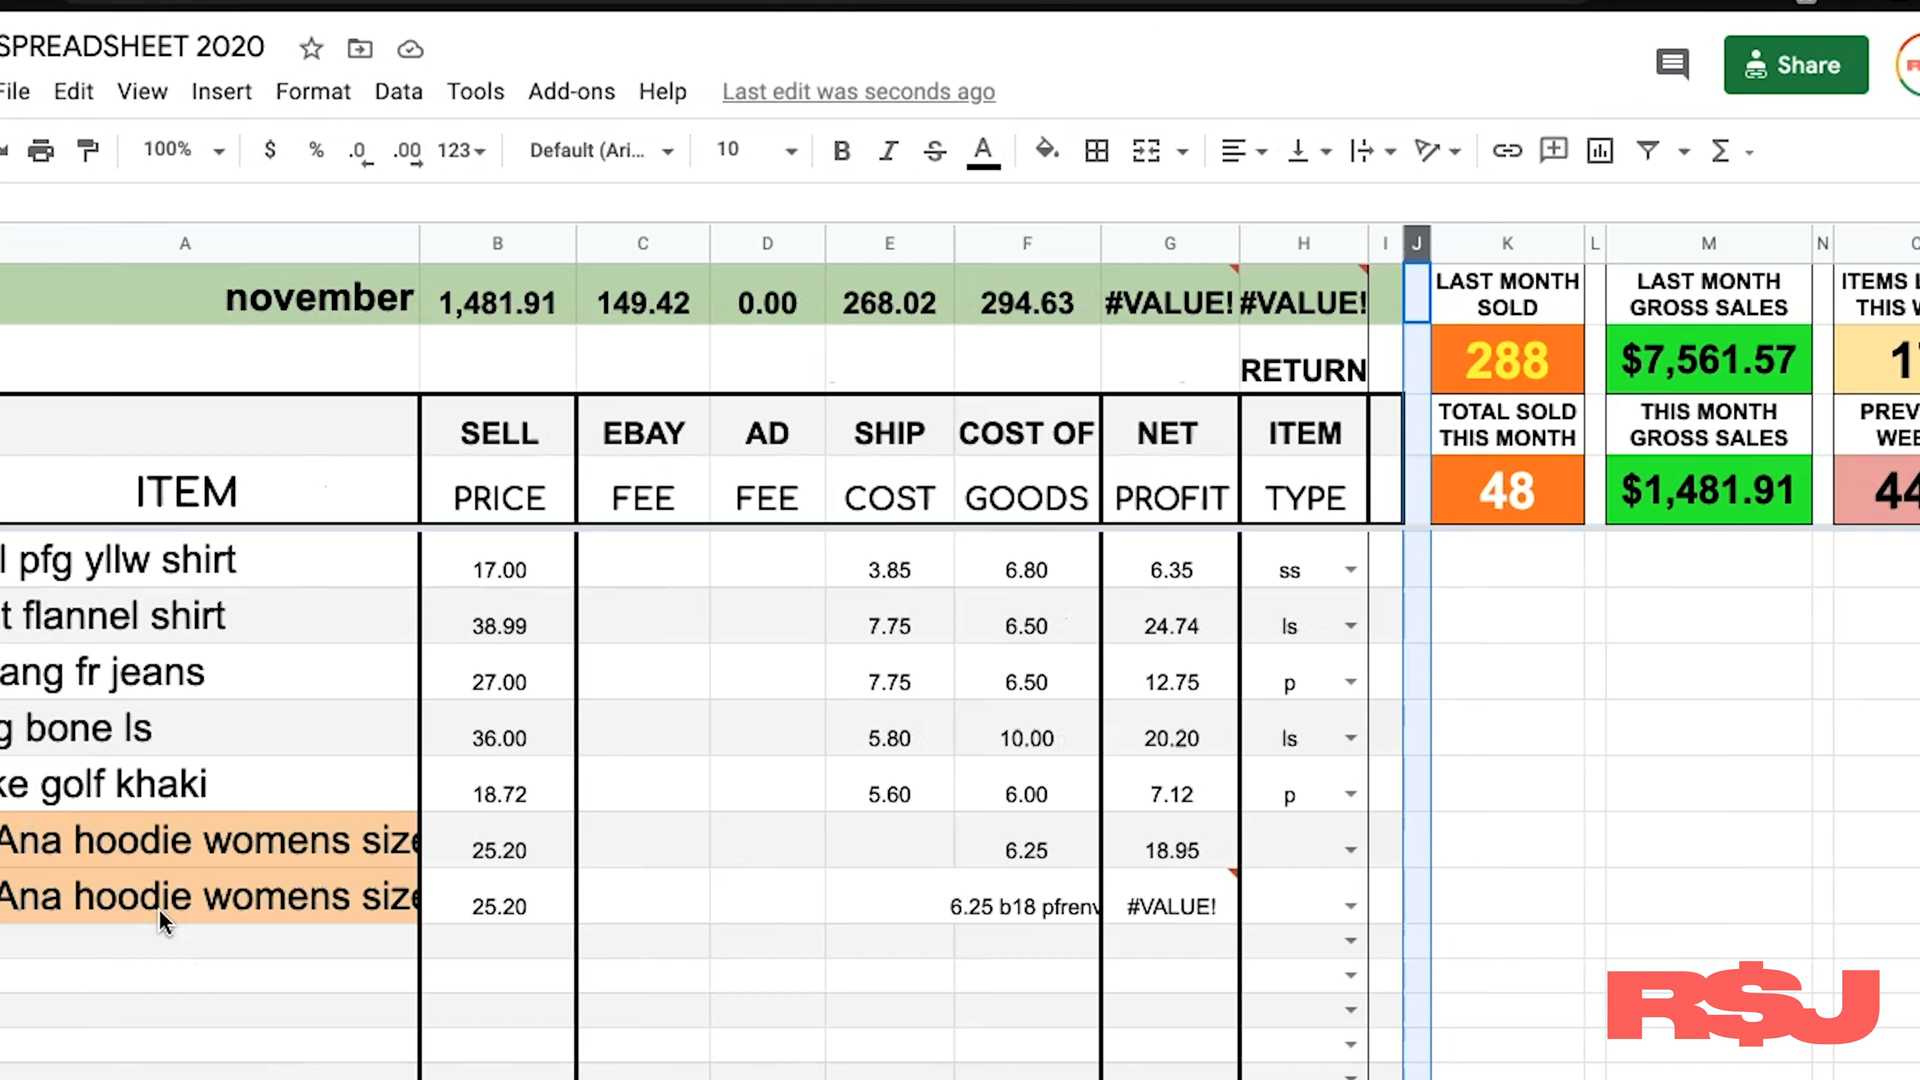 SPREADSHEET 2020
File Edit View Insert Format Data Tools Add-ons Help Last edit was seconds ago
Share
100% $ % .0 .00 123 Default (Ari... 10 B I S A
A B C D E F G H I J K L M N
november 1,481.91 149.42 0.00 268.02 294.63 #VALUE! #VALUE!
LAST MONTH SOLD
LAST MONTH GROSS SALES
288 $7,561.57
RETURN
TOTAL SOLD THIS MONTH
THIS MONTH GROSS SALES
48 $1,481.91 44
SELL EBAY AD SHIP COST OF NET ITEM
ITEM PRICE FEE FEE COST GOODS PROFIT TYPE
pfg yllw shirt 17.00 3.85 6.80 6.35 ss
t flannel shirt 38.99 7.75 6.50 24.74 ls
ang fr jeans 27.00 7.75 6.50 12.75 p
g bone ls 36.00 5.80 10.00 20.20 ls
ke golf khaki 18.72 5.60 6.00 7.12 p
Ana hoodie womens size 25.20 6.25 18.95
Ana hoodie womens size 25.20 6.25 b18 pfrenv #VALUE!
R$J